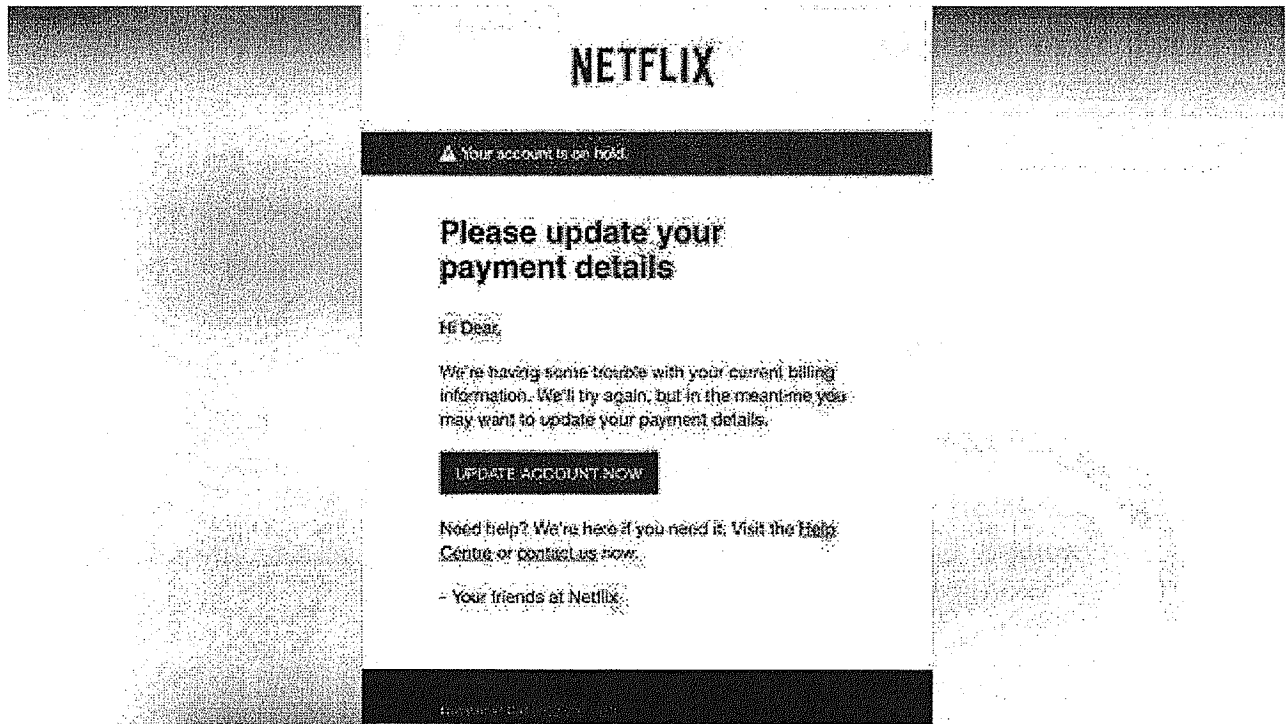 NETFLIX
Your account is on hold.
Please update your
payment details
Hi Dear,
We're having some trouble with your current billing
information. We'll try again, but in the meantime you
may want to update your payment details.
UPDATE ACCOUNT NOW
Need help? We're here if you need it. Visit the Help
Centre or contact us now.
- Your friends at Netflix